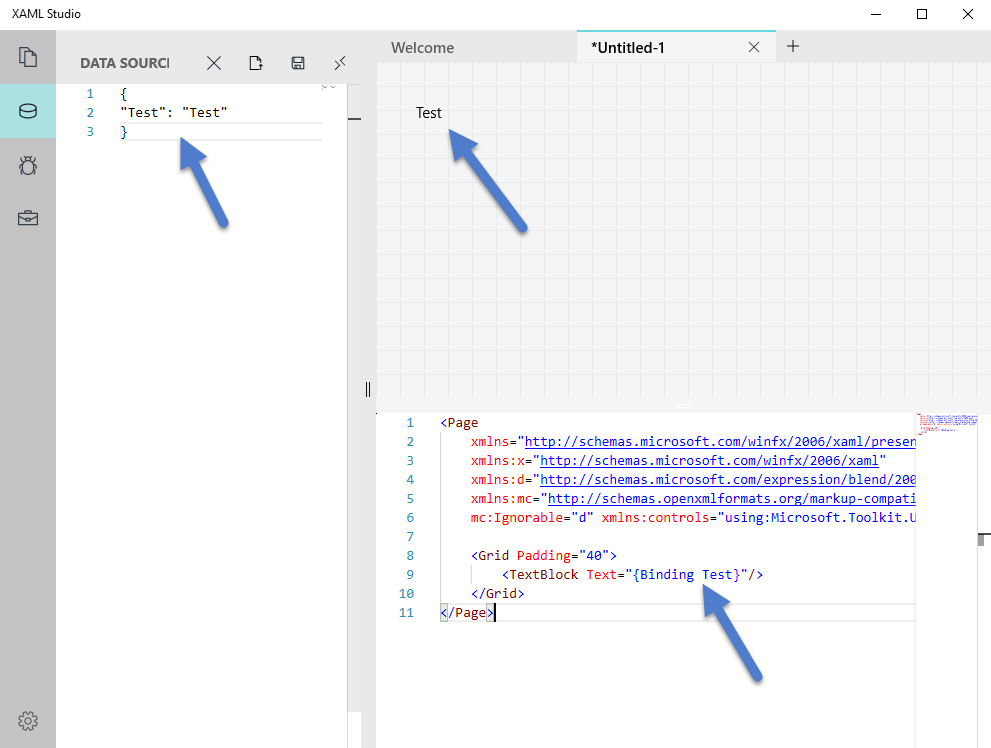 XAML Studio
DATA SOURCI
1 {
2 "Test": "Test"
3 }
Welcome
*Untitled-1
Test
1 <Page
2 xmlns="http://schemas.microsoft.com/winfx/2006/xaml/presen
3 xmlns:x="http://schemas.microsoft.com/winfx/2006/xaml"
4 xmlns:d="http://schemas.microsoft.com/expression/blend/200
5 xmlns:mc="http://schemas.openxmlformats.org/markup-compati
6 mc:Ignorable="d" xmlns:controls="using:Microsoft.Toolkit.U
7
8 <Grid Padding="40">
9 <TextBlock Text="{Binding Test}"/>
10 </Grid>
11 </Page>